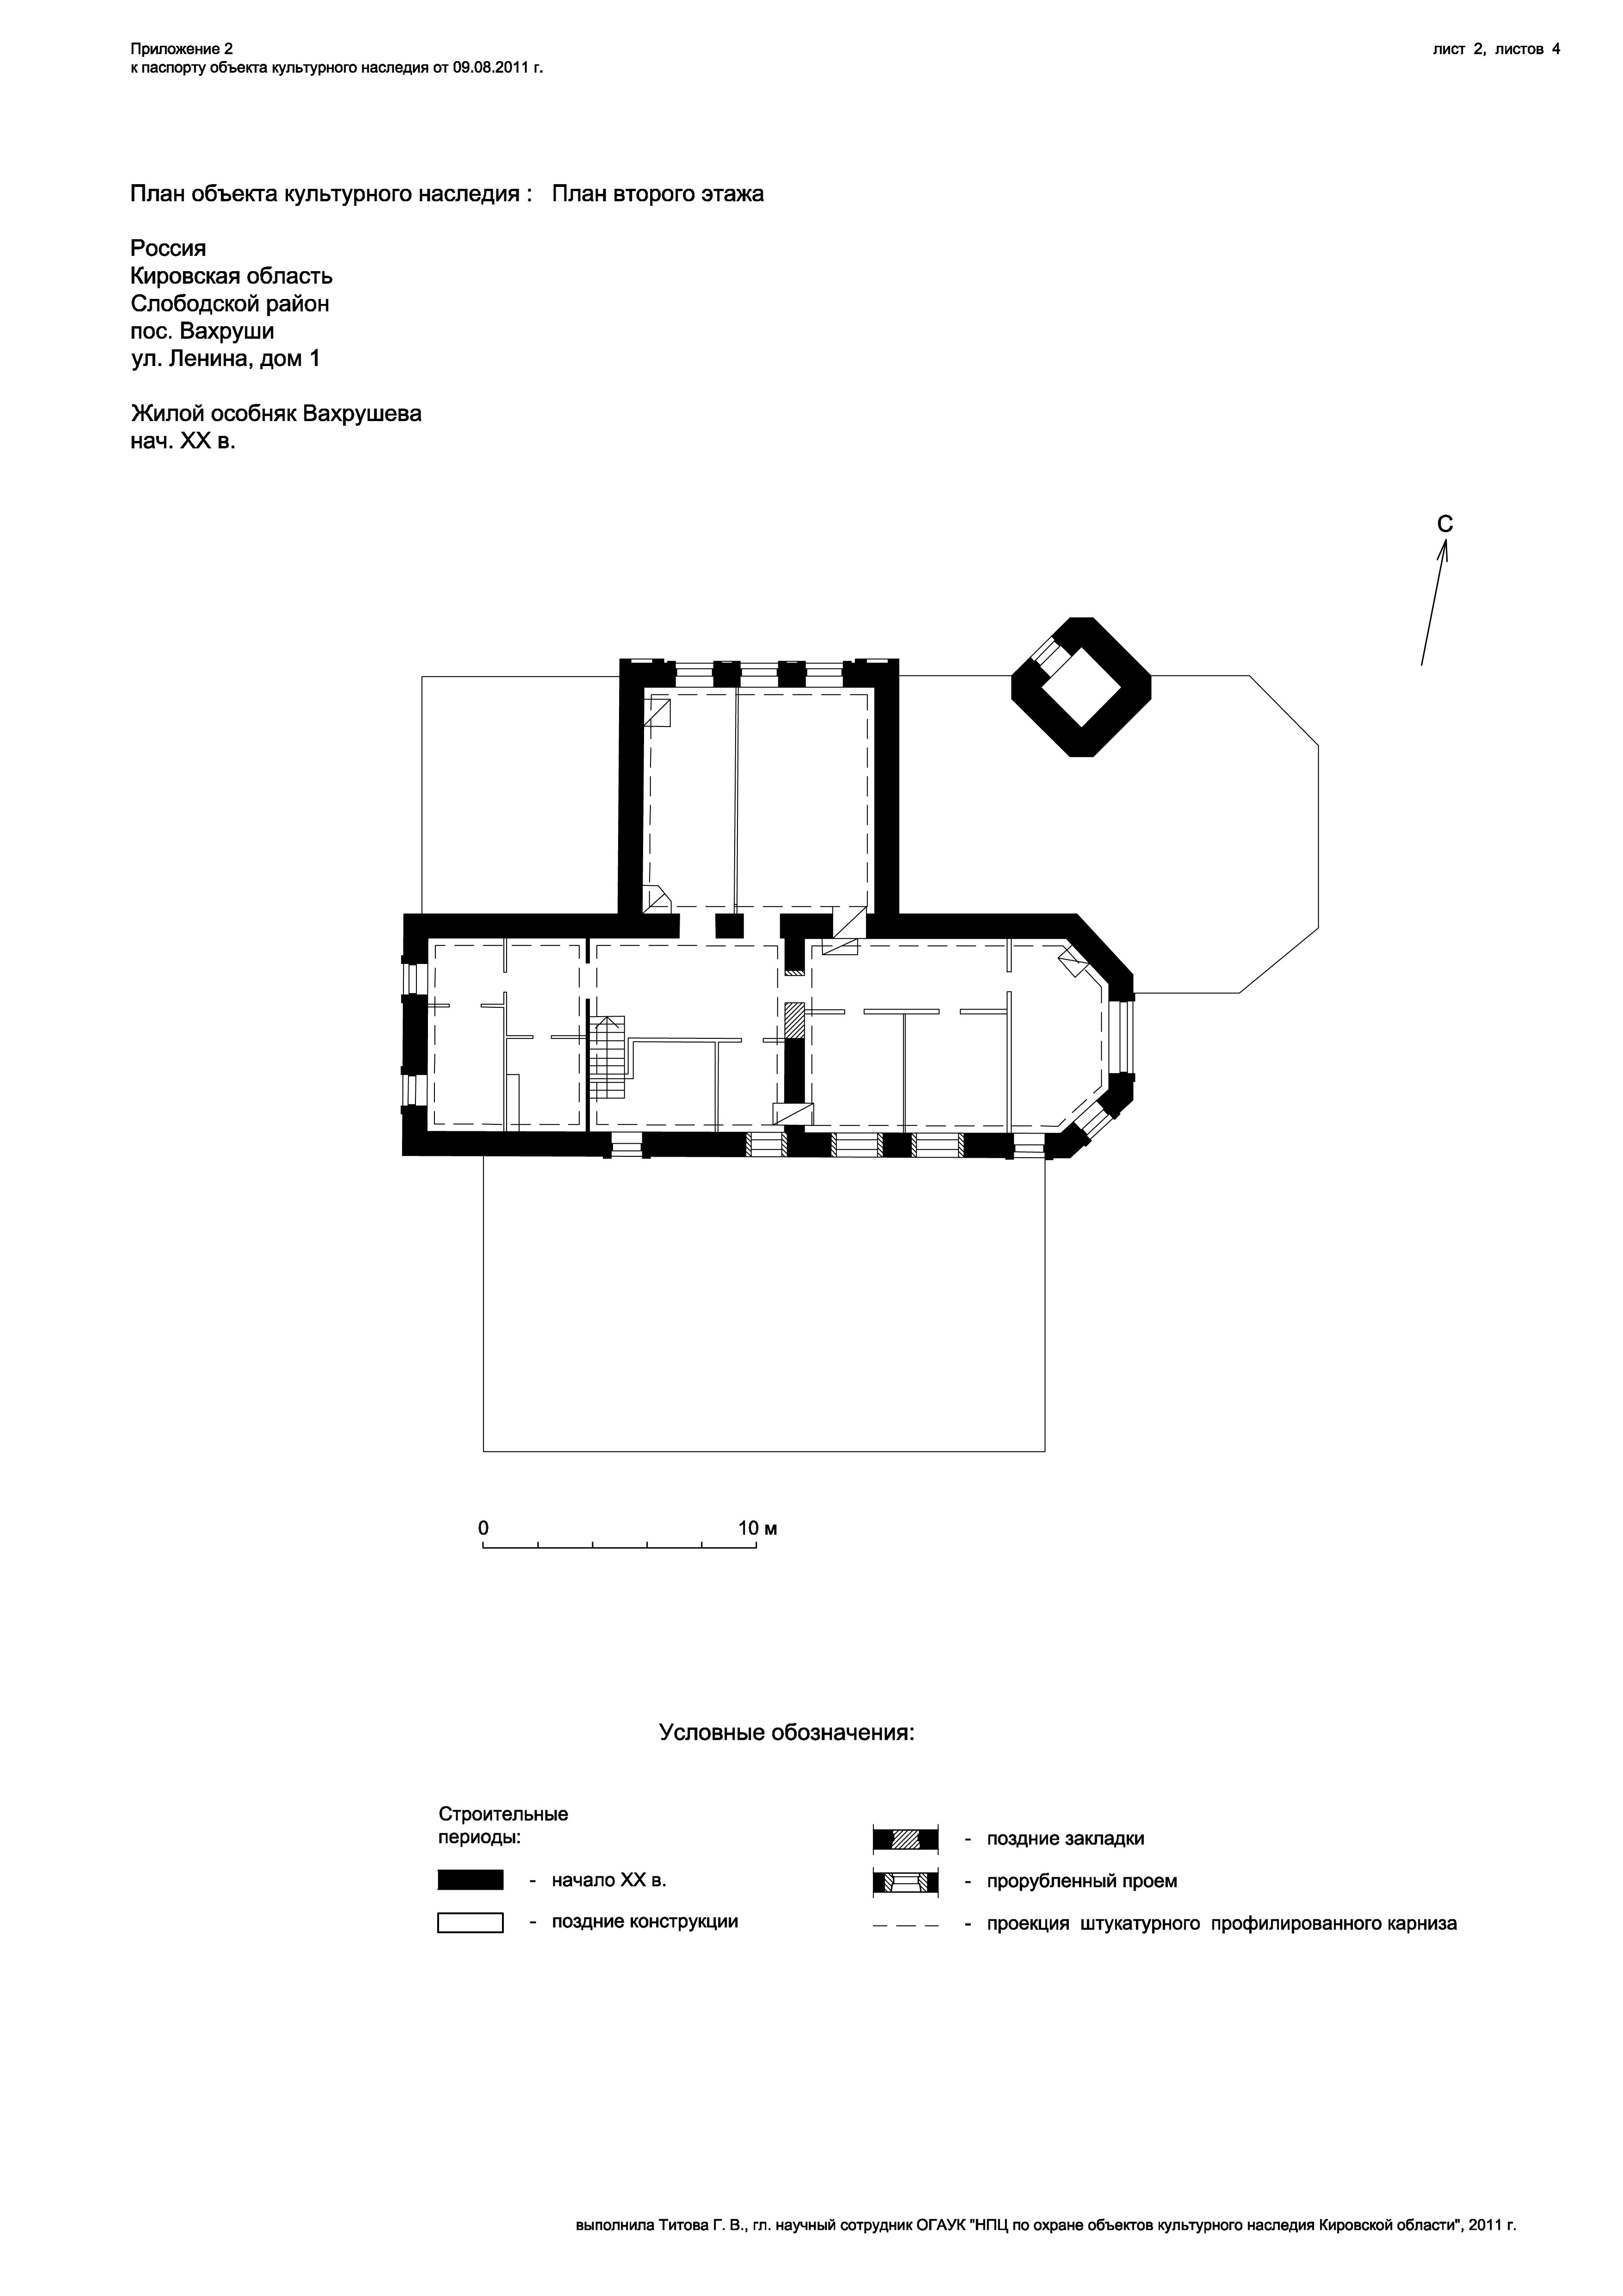 Приложение 2
к паспорту объекта культурного наследия от 09.08.2011 г.
лист 2, листов 4
План объекта культурного наследия : План второго этажа
Россия
Кировская область
Слободской район
пос. Вахруши
ул. Ленина, дом 1
Жилой особняк Вахрушева
нач. XX в.
С
0 10 м
Условные обозначения:
Строительные
периоды:
- начало XX в.
- поздние конструкции
- поздние закладки
- прорубленный проем
- проекция штукатурного профилированного карниза
выполнила Титова Г. В., гл. научный сотрудник ОГАУК "НПЦ по охране объектов культурного наследия Кировской области", 2011 г.